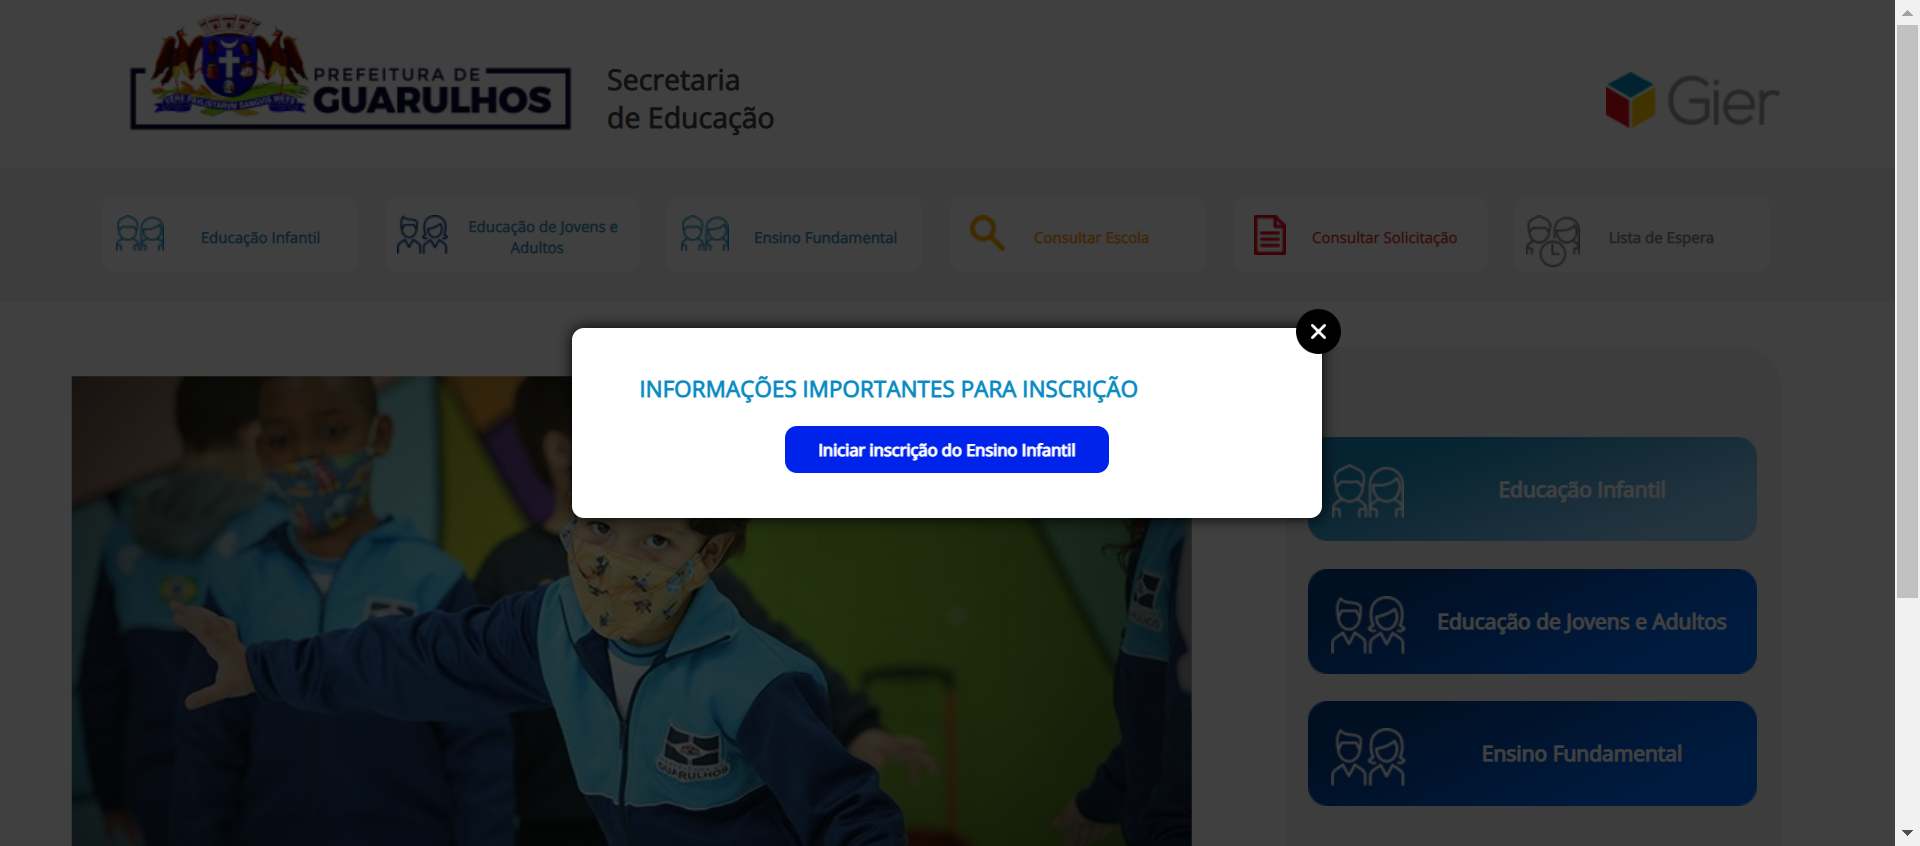 PREFEITURA DE
GUARULHOS
Secretaria
de Educação
Gier
Educação Infantil
Educação de Jovens e
Adultos
Ensino Fundamental
Consultar Escola
Consultar Solicitação
Lista de Espera
INFORMAÇÕES IMPORTANTES PARA INSCRIÇÃO
Iniciar inscrição do Ensino Infantil
Educação Infantil
Educação de Jovens e Adultos
Ensino Fundamental
GUARULHOS